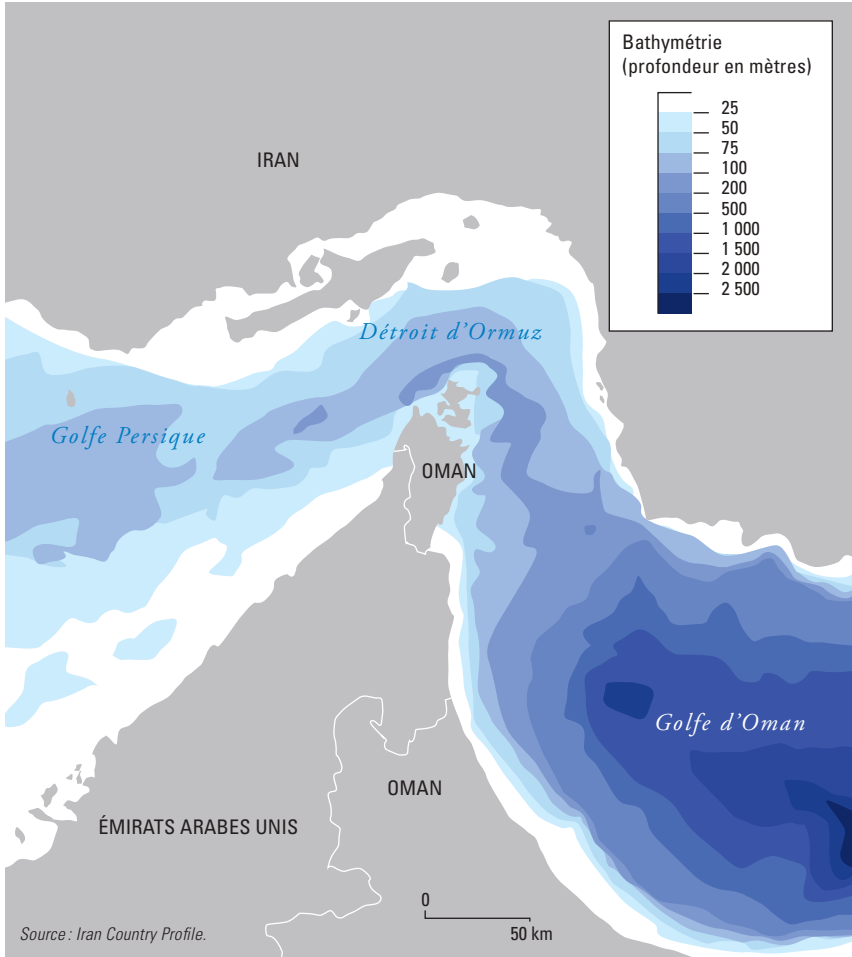 Bathymétrie
(profondeur en mètres)
25
50
75
100
200
500
1 000
1 500
2 000
2 500
IRAN
Détroit d'Ormuz
Golfe Persique
OMAN
Golfe d'Oman
OMAN
ÉMIRATS ARABES UNIS
0
50 km
Source : Iran Country Profile.